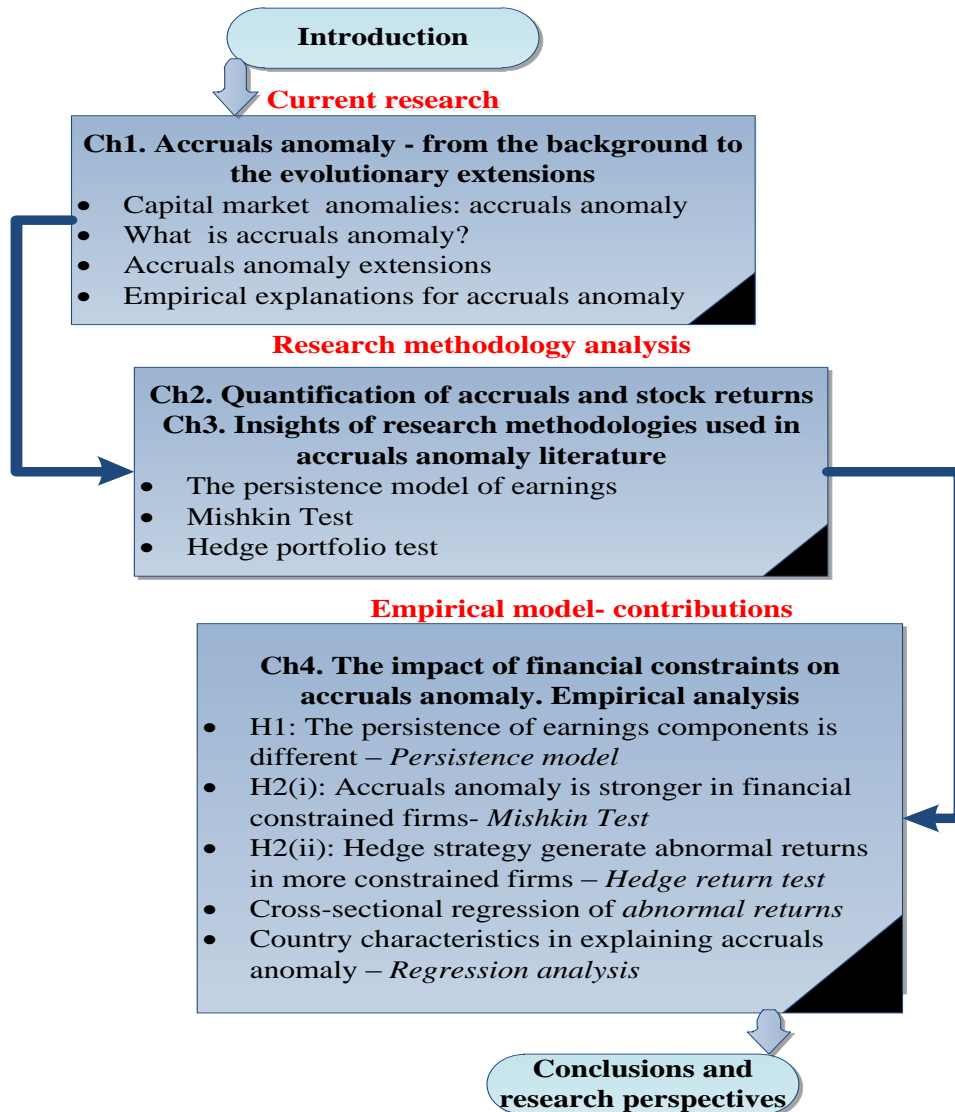 Introduction
Current research
Ch1. Accruals anomaly - from the background to
the evolutionary extensions
• Capital market anomalies: accruals anomaly
• What is accruals anomaly?
• Accruals anomaly extensions
• Empirical explanations for accruals anomaly
Research methodology analysis
Ch2. Quantification of accruals and stock returns
Ch3. Insights of research methodologies used in
accruals anomaly literature
• The persistence model of earnings
• Mishkin Test
• Hedge portfolio test
Empirical model- contributions
Ch4. The impact of financial constraints on
accruals anomaly. Empirical analysis
• H1: The persistence of earnings components is
different – Persistence model
• H2(i): Accruals anomaly is stronger in financial
constrained firms- Mishkin Test
• H2(ii): Hedge strategy generate abnormal returns
in more constrained firms – Hedge return test
• Cross-sectional regression of abnormal returns
• Country characteristics in explaining accruals
anomaly – Regression analysis
Conclusions and
research perspectives